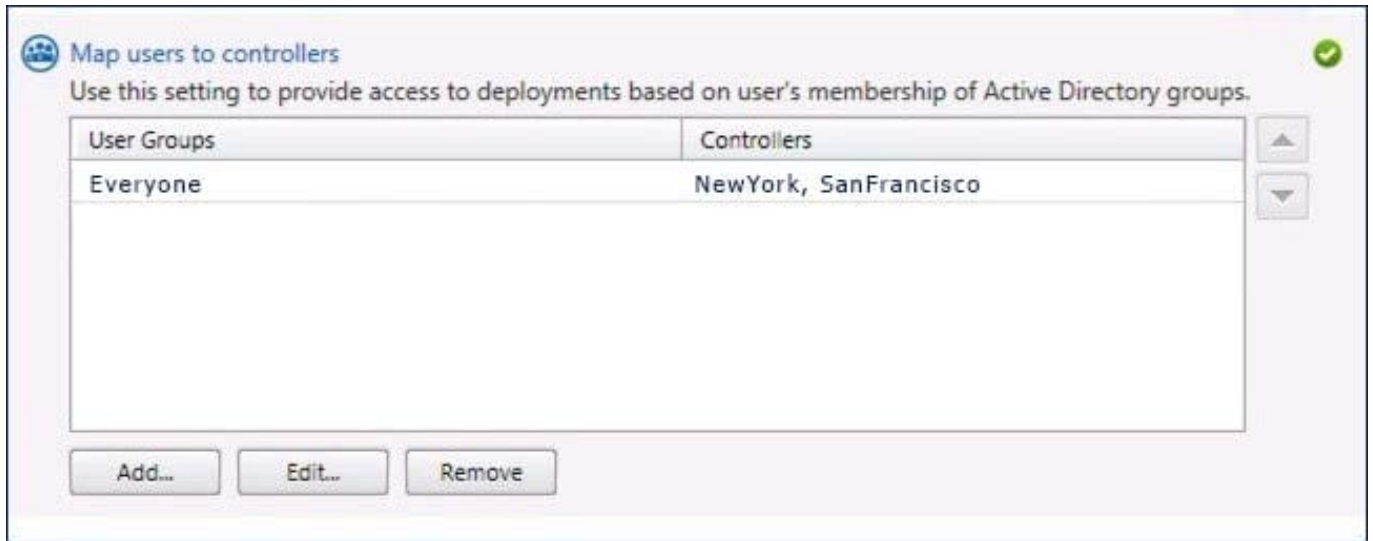 Map users to controllers
Use this setting to provide access to deployments based on user's membership of Active Directory groups.
User Groups Controllers
Everyone NewYork, SanFrancisco
Add... Edit... Remove